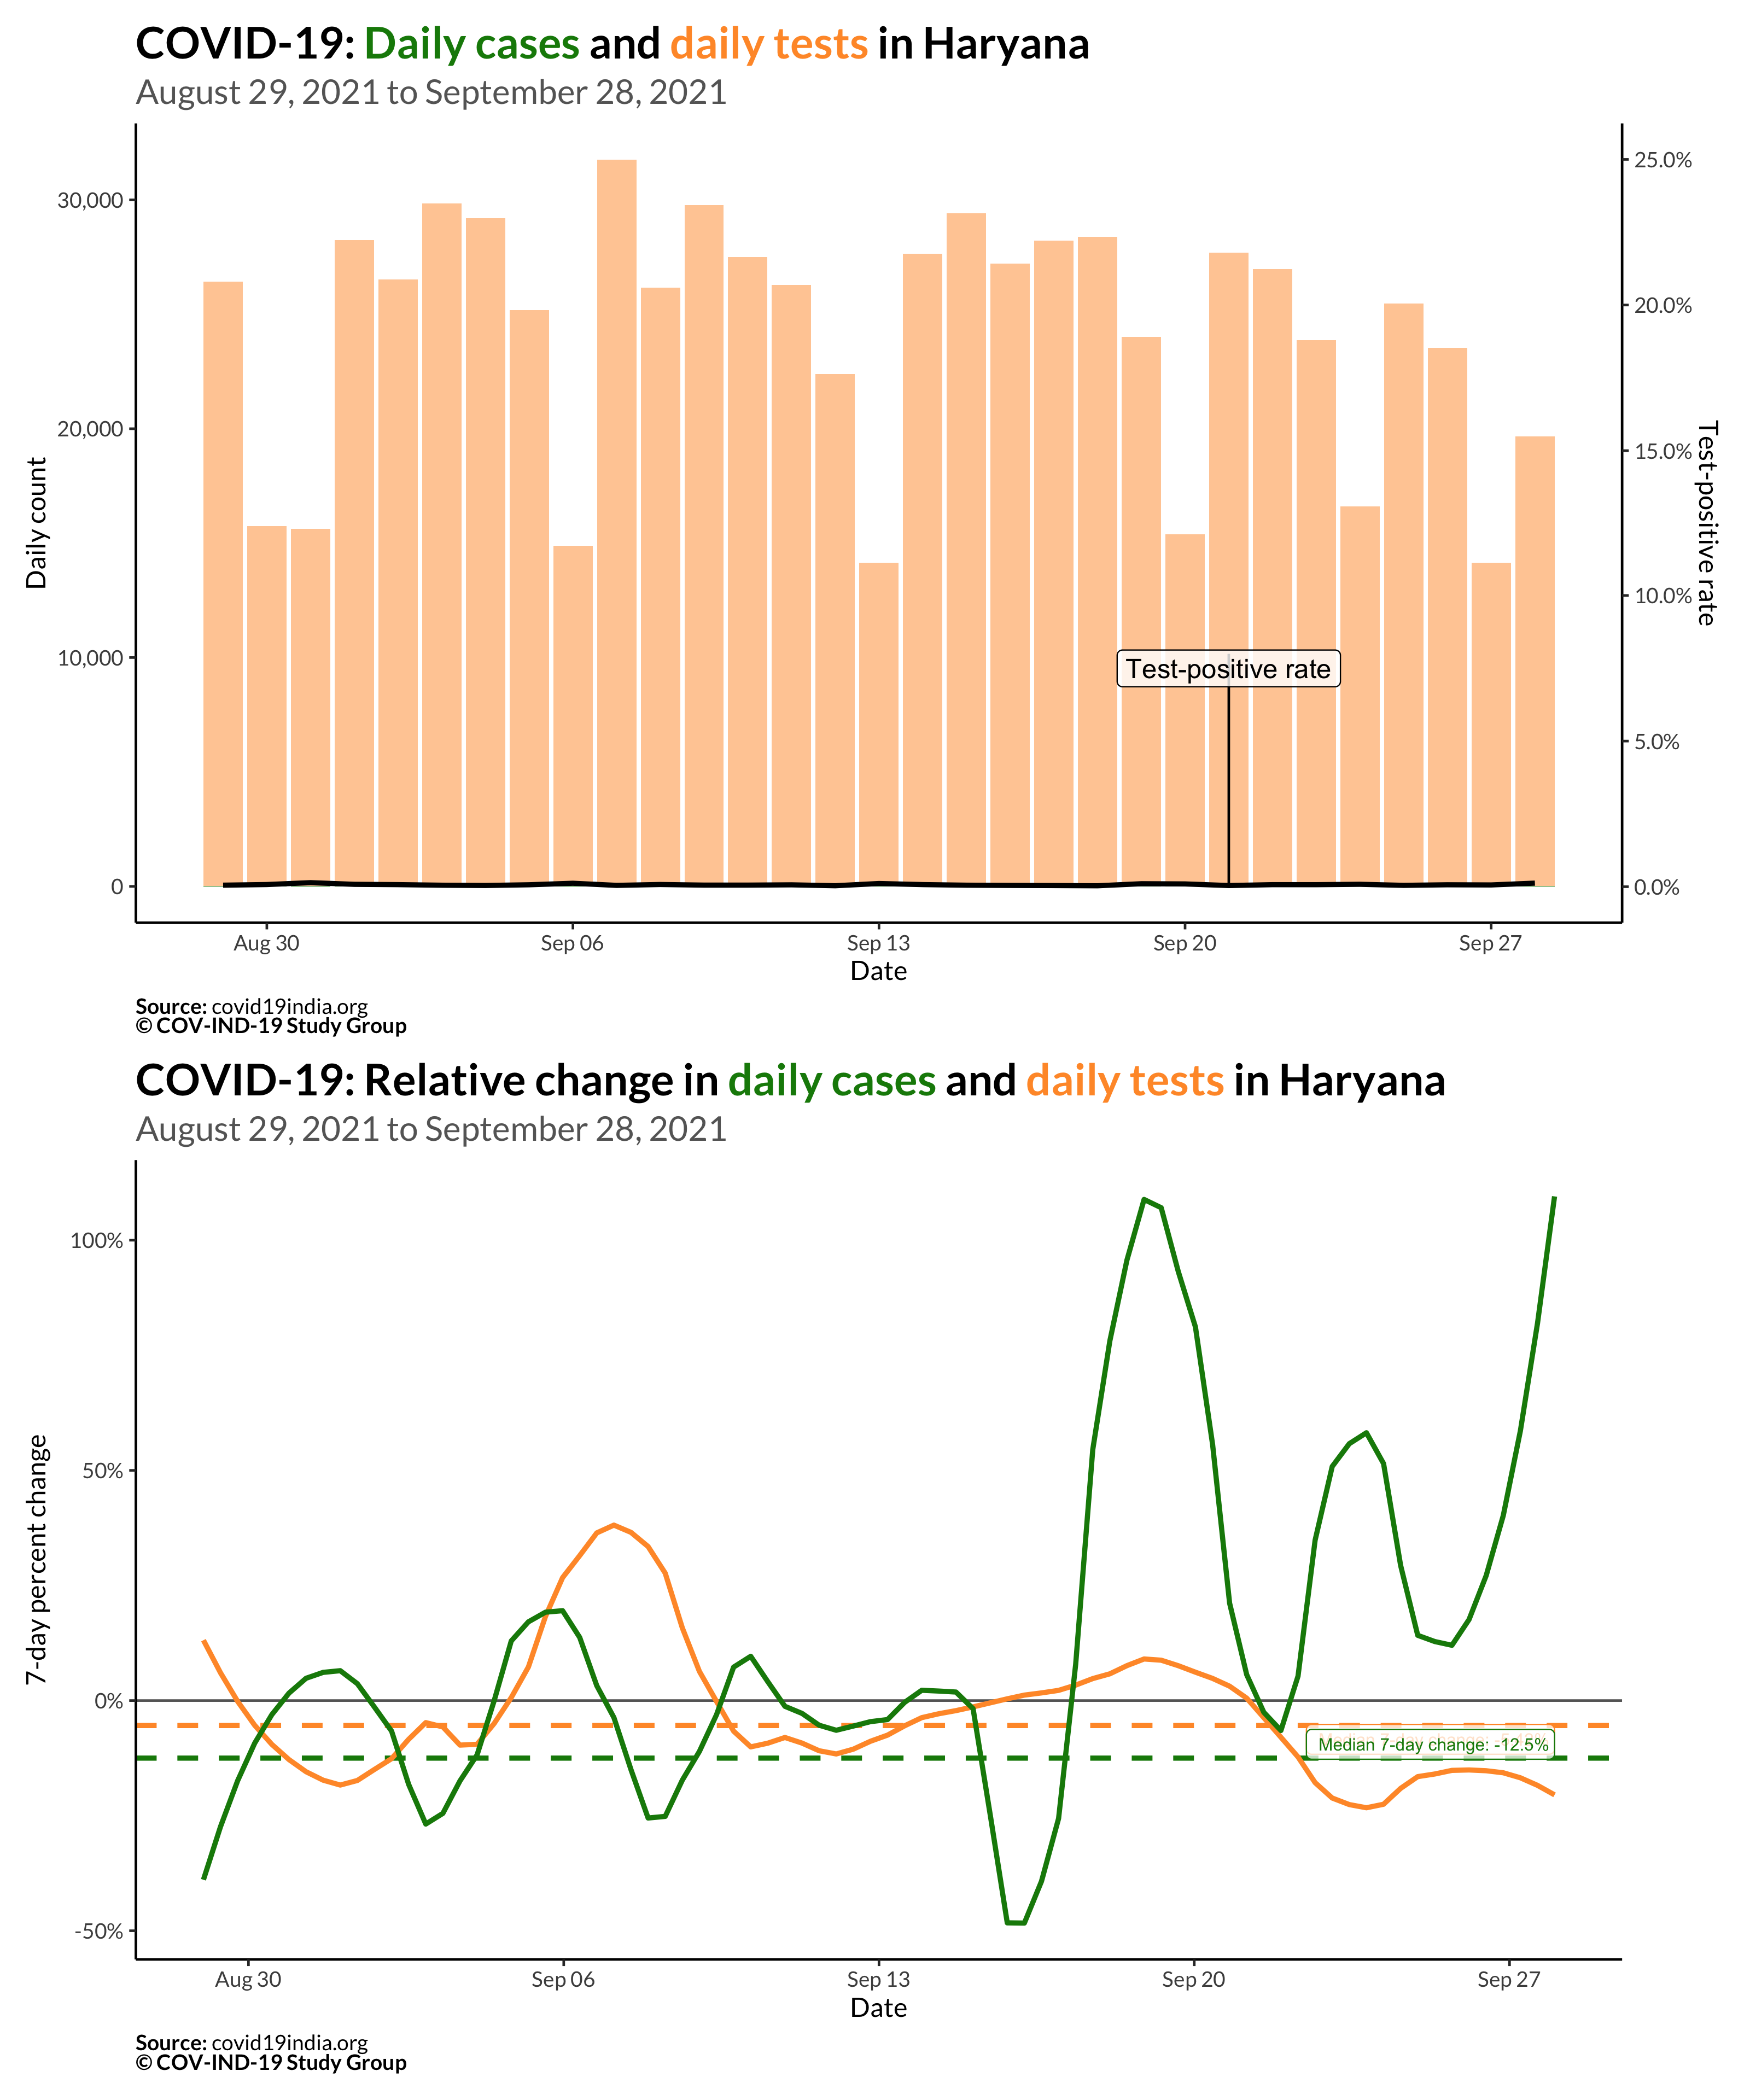 COVID-19: Daily cases and daily tests in Haryana
August 29, 2021 to September 28, 2021
30,000
20,000
10,000
0
Daily count
25.0%
20.0%
15.0%
10.0%
5.0%
0.0%
Test-positive rate
Test-positive rate
Aug 30
Sep 06
Sep 13
Sep 20
Sep 27
Date
Source: covid19india.org
© COV-IND-19 Study Group
COVID-19: Relative change in daily cases and daily tests in Haryana
August 29, 2021 to September 28, 2021
100%
50%
0%
-50%
7-day percent change
Median 7-day change: -12.5%
Aug 30
Sep 06
Sep 13
Sep 20
Sep 27
Date
Source: covid19india.org
© COV-IND-19 Study Group